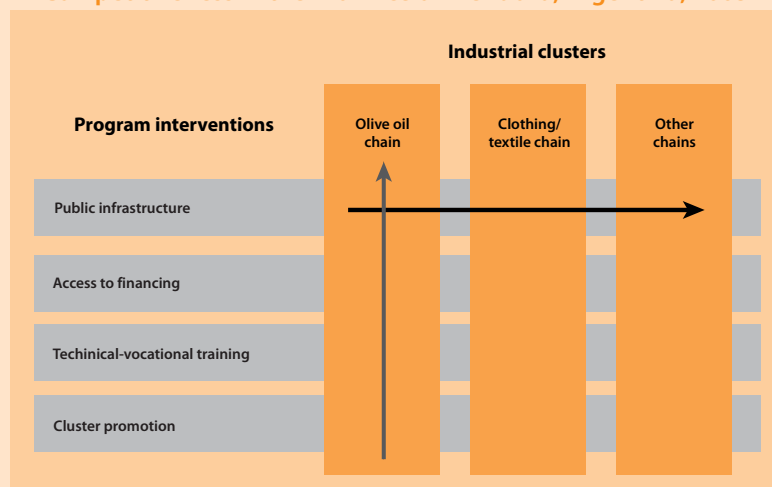 Industrial clusters
Program interventions
Olive oil
chain
Clothing/
textile chain
Other
chains
Public infrastructure
Access to financing
Techinical-vocational training
Cluster promotion